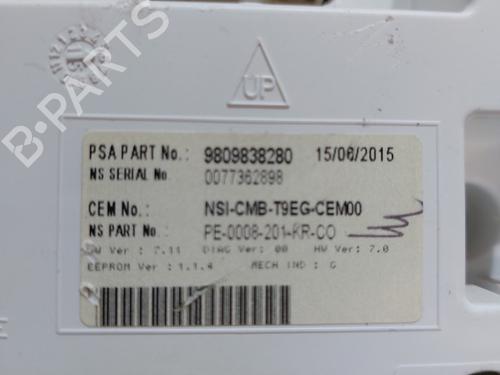 UP
PSA PART No.: 9809838280 15/06/2015
NS SERIAL No. 0077362898
CEM No.: NSI-CMB-T9EG-CEM00
NS PART No.: PE-0008-201-KR-CO
SW Ver : 7.11 DIAG Ver: 00 HW Ver: 7.0
EEPROM Ver : 1.1.4 MECH IND : G
B-PARTS